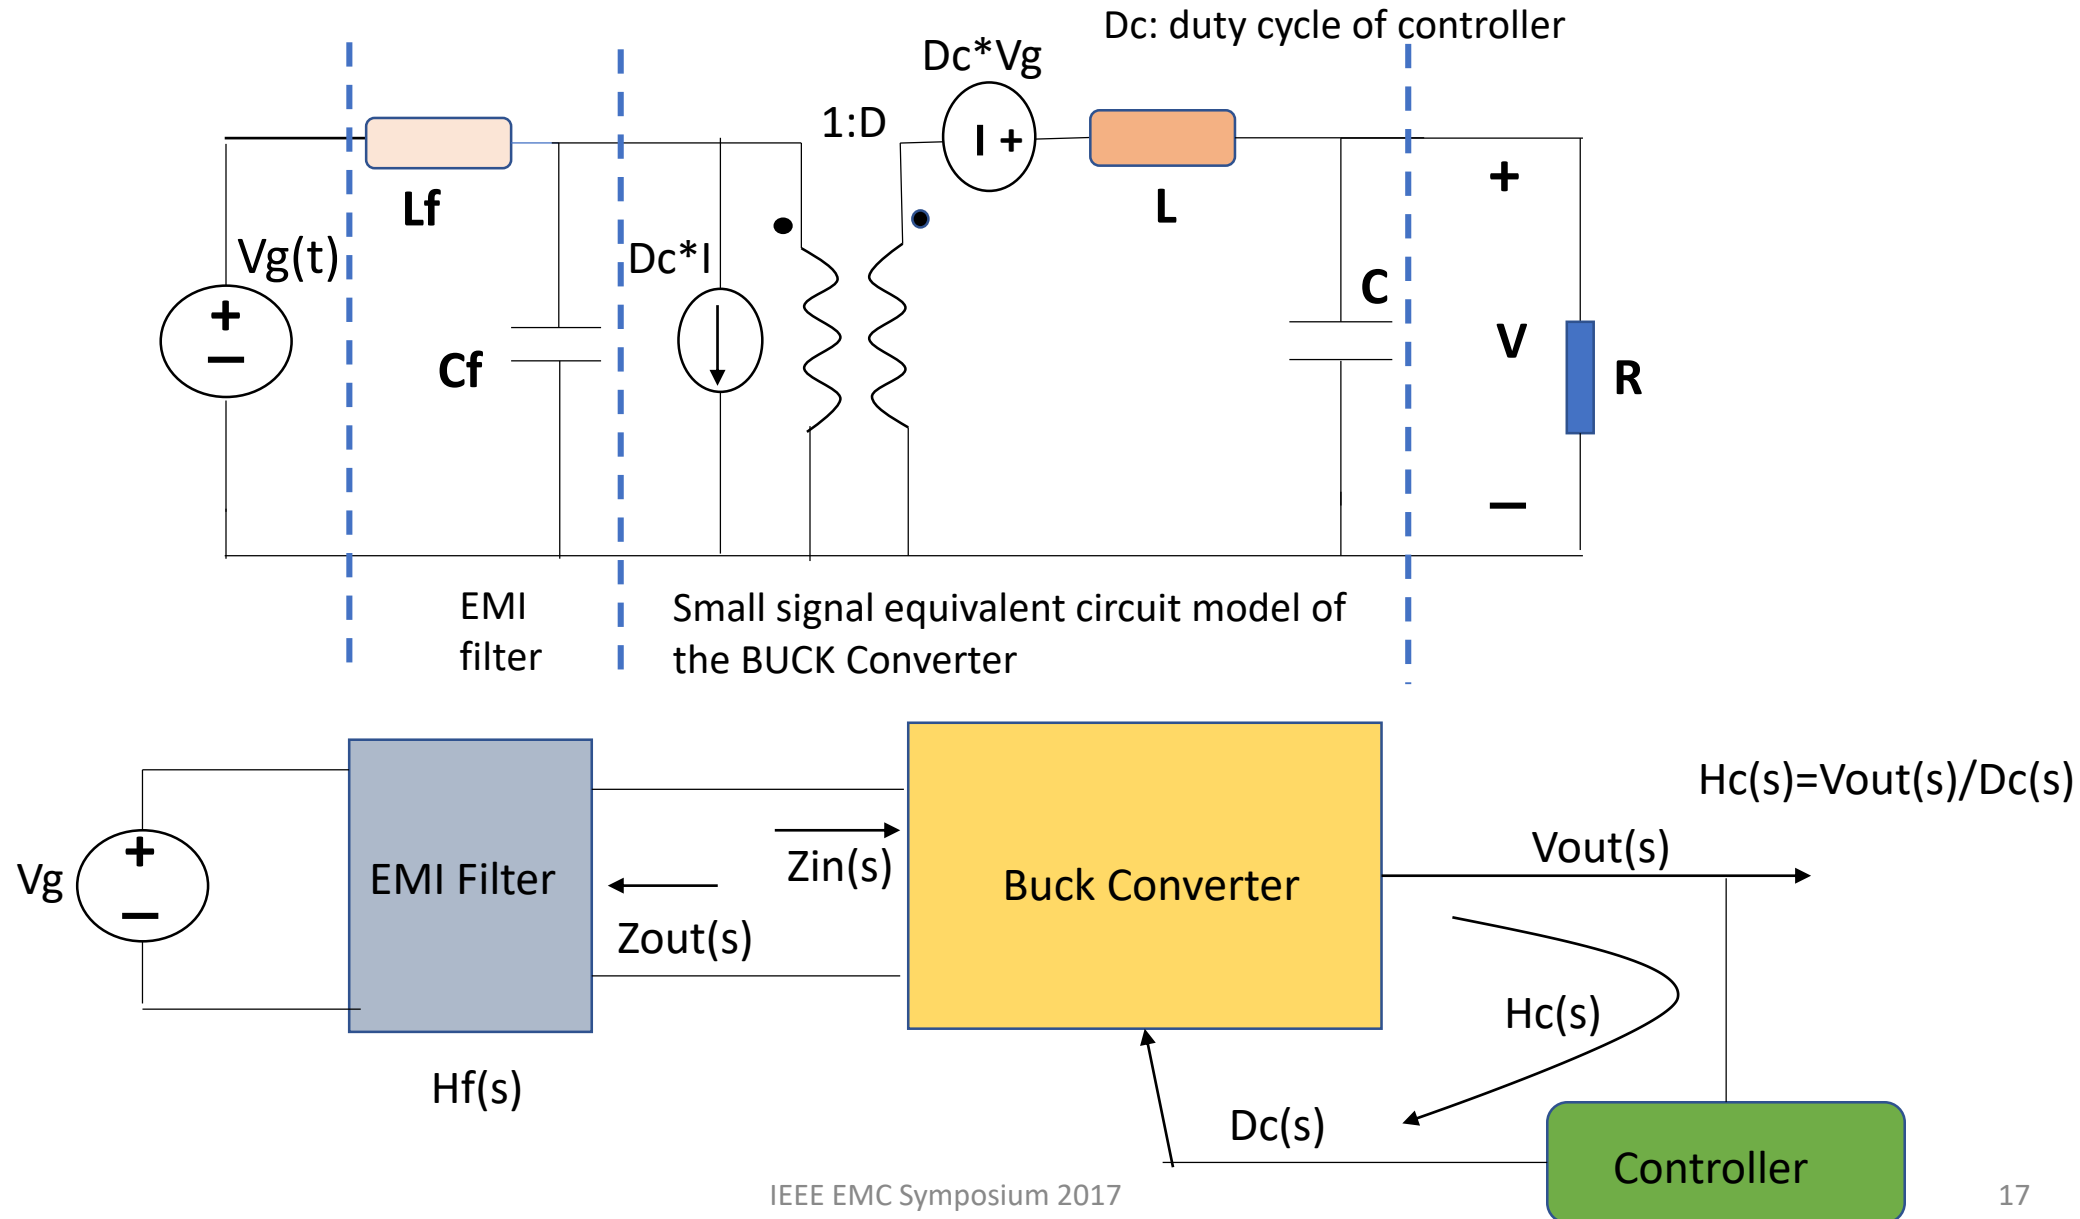 Dc: duty cycle of controller
Dc*Vg
1:D
I +
Lf
L
+
Vg(t)
Dc*I
C
+
−
Cf
V
R
−
EMI
filter
Small signal equivalent circuit model of
the BUCK Converter
Hc(s)=Vout(s)/Dc(s)
Vg
+
−
EMI Filter
Zin(s)
Zout(s)
Buck Converter
Vout(s)
Hc(s)
Hf(s)
Dc(s)
Controller
IEEE EMC Symposium 2017
17